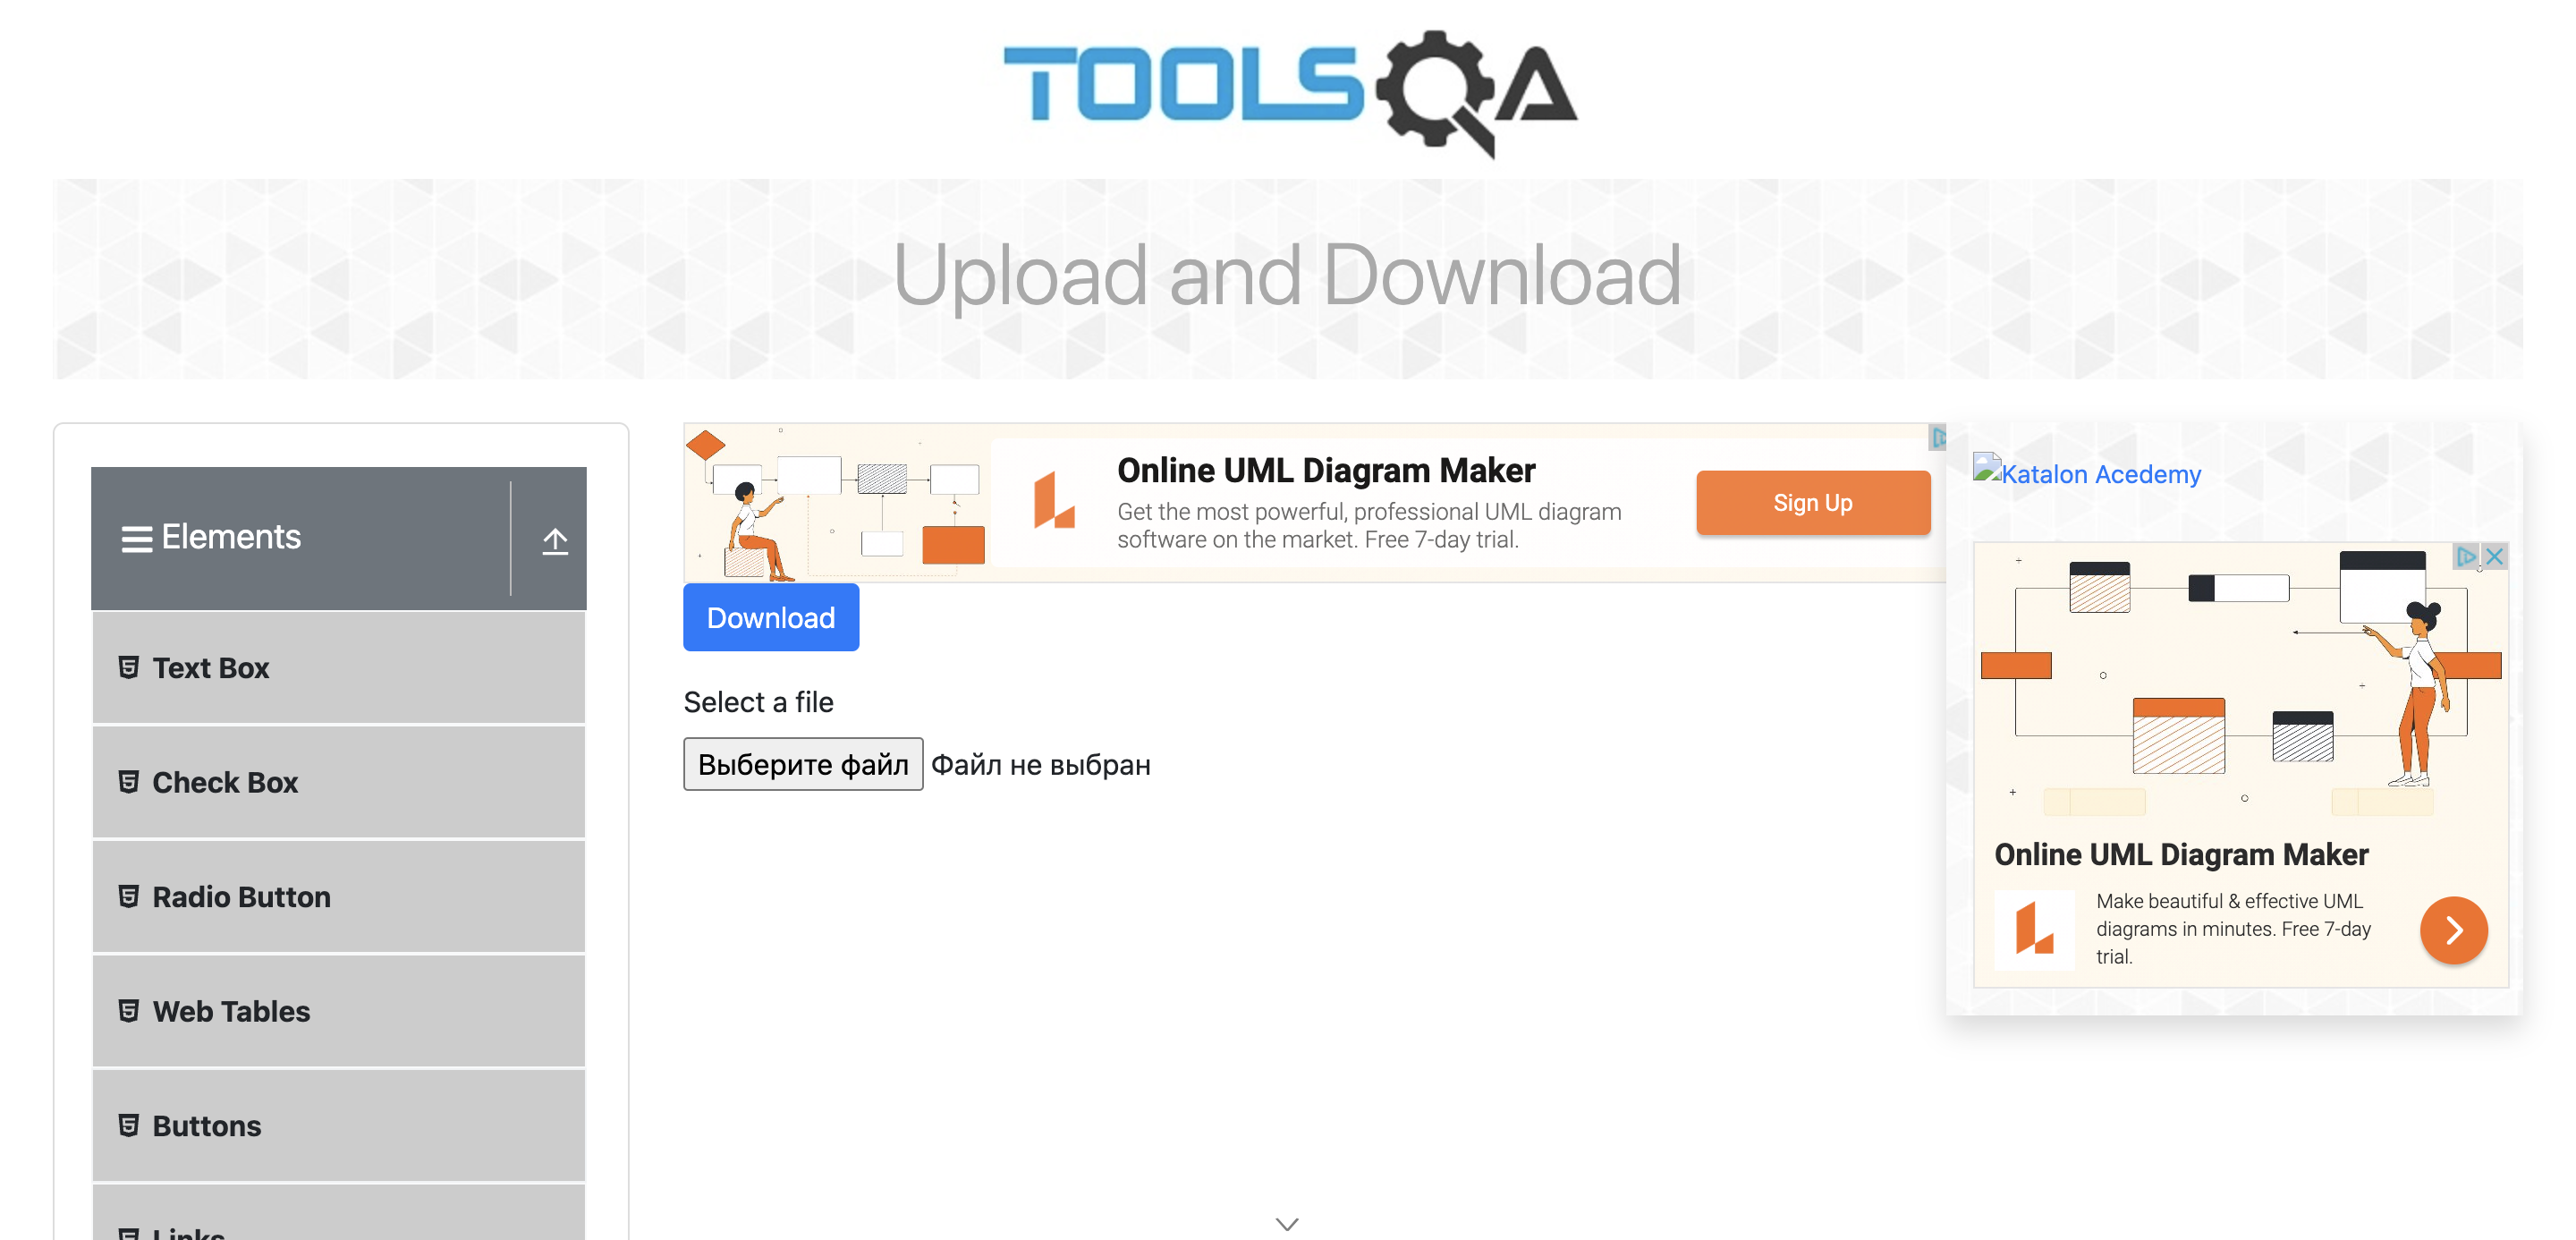 TOOLSQA
Upload and Download
Elements
Text Box
Check Box
Radio Button
Web Tables
Buttons
Links
Online UML Diagram Maker
Get the most powerful, professional UML diagram
software on the market. Free 7-day trial.
Sign Up
Download
Select a file
Выберите файл Файл не выбран
Katalon Acedemy
Online UML Diagram Maker
Make beautiful & effective UML
diagrams in minutes. Free 7-day
trial.